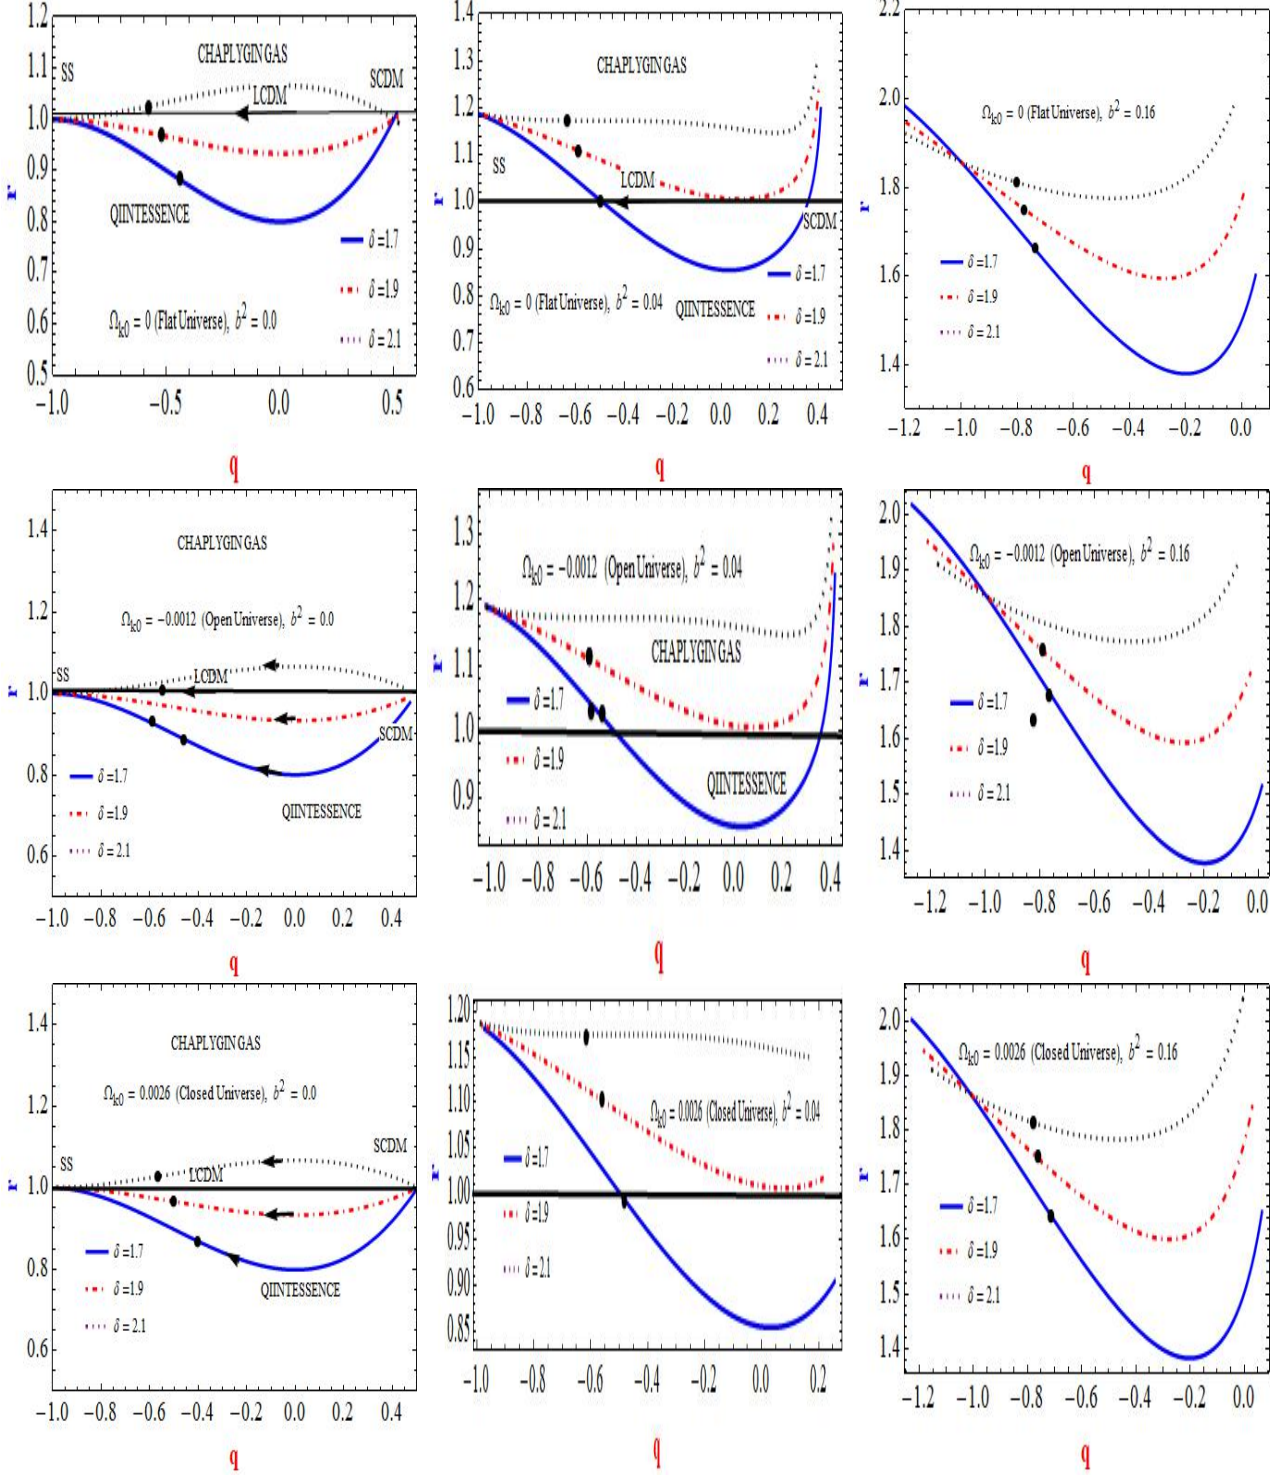 1.2
1.1
1.0
0.9
0.8
0.7
0.6
0.5
r
SS
CHAPLYGIN GAS
SCDM
LCDM
QIINTESSENCE
δ =1.7
δ =1.9
δ = 2.1
Ωk0 = 0 (Flat Universe), b² = 0.0
−1.0 −0.5 0.0 0.5
q
1.4
1.3
1.2
1.1
1.0
0.9
0.8
0.7
0.6
r
CHAPLYGIN GAS
SS
LCDM
SCDM
δ =1.7
Ωk0 = 0 (Flat Universe), b² = 0.04
QIINTESSENCE
δ =1.9
δ = 2.1
−1.0 −0.8 −0.6 −0.4 −0.2 0.0 0.2 0.4
q
2.2
2.0
1.8
1.6
1.4
r
Ωk0 = 0 (Flat Universe), b² = 0.16
δ =1.7
δ =1.9
δ = 2.1
−1.2 −1.0 −0.8 −0.6 −0.4 −0.2 0.0
q
1.4
1.2
1.0
0.8
0.6
r
CHAPLYGIN GAS
Ωk0 = −0.0012 (Open Universe), b² = 0.0
SS
LCDM
SCDM
δ =1.7
QIINTESSENCE
δ =1.9
δ = 2.1
−1.0 −0.8 −0.6 −0.4 −0.2 0.0 0.2 0.4
q
1.3
1.2
1.1
1.0
0.9
r
Ωk0 = −0.0012 (Open Universe), b² = 0.04
CHAPLYGIN GAS
δ =1.7
δ =1.9
QIINTESSENCE
δ = 2.1
−1.0 −0.8 −0.6 −0.4 −0.2 0.0 0.2 0.4
q
2.0
1.9
1.8
1.7
1.6
1.5
1.4
r
Ωk0 = −0.0012 (Open Universe), b² = 0.16
δ =1.7
δ =1.9
δ = 2.1
−1.2 −1.0 −0.8 −0.6 −0.4 −0.2 0.0
q
1.4
1.2
1.0
0.8
0.6
r
CHAPLYGIN GAS
Ωk0 = 0.0026 (Closed Universe), b² = 0.0
SCDM
SS
LCDM
δ =1.7
QIINTESSENCE
δ =1.9
δ = 2.1
−1.0 −0.8 −0.6 −0.4 −0.2 0.0 0.2 0.4
q
1.20
1.15
1.10
1.05
1.00
0.95
0.90
0.85
r
Ωk0 = 0.0026 (Closed Universe), b² = 0.04
δ =1.7
δ =1.9
δ = 2.1
−1.0 −0.8 −0.6 −0.4 −0.2 0.0 0.2
q
2.0
1.9
1.8
1.7
1.6
1.5
1.4
r
Ωk0 = 0.0026 (Closed Universe), b² = 0.16
δ =1.7
δ =1.9
δ = 2.1
−1.2 −1.0 −0.8 −0.6 −0.4 −0.2 0.0
q